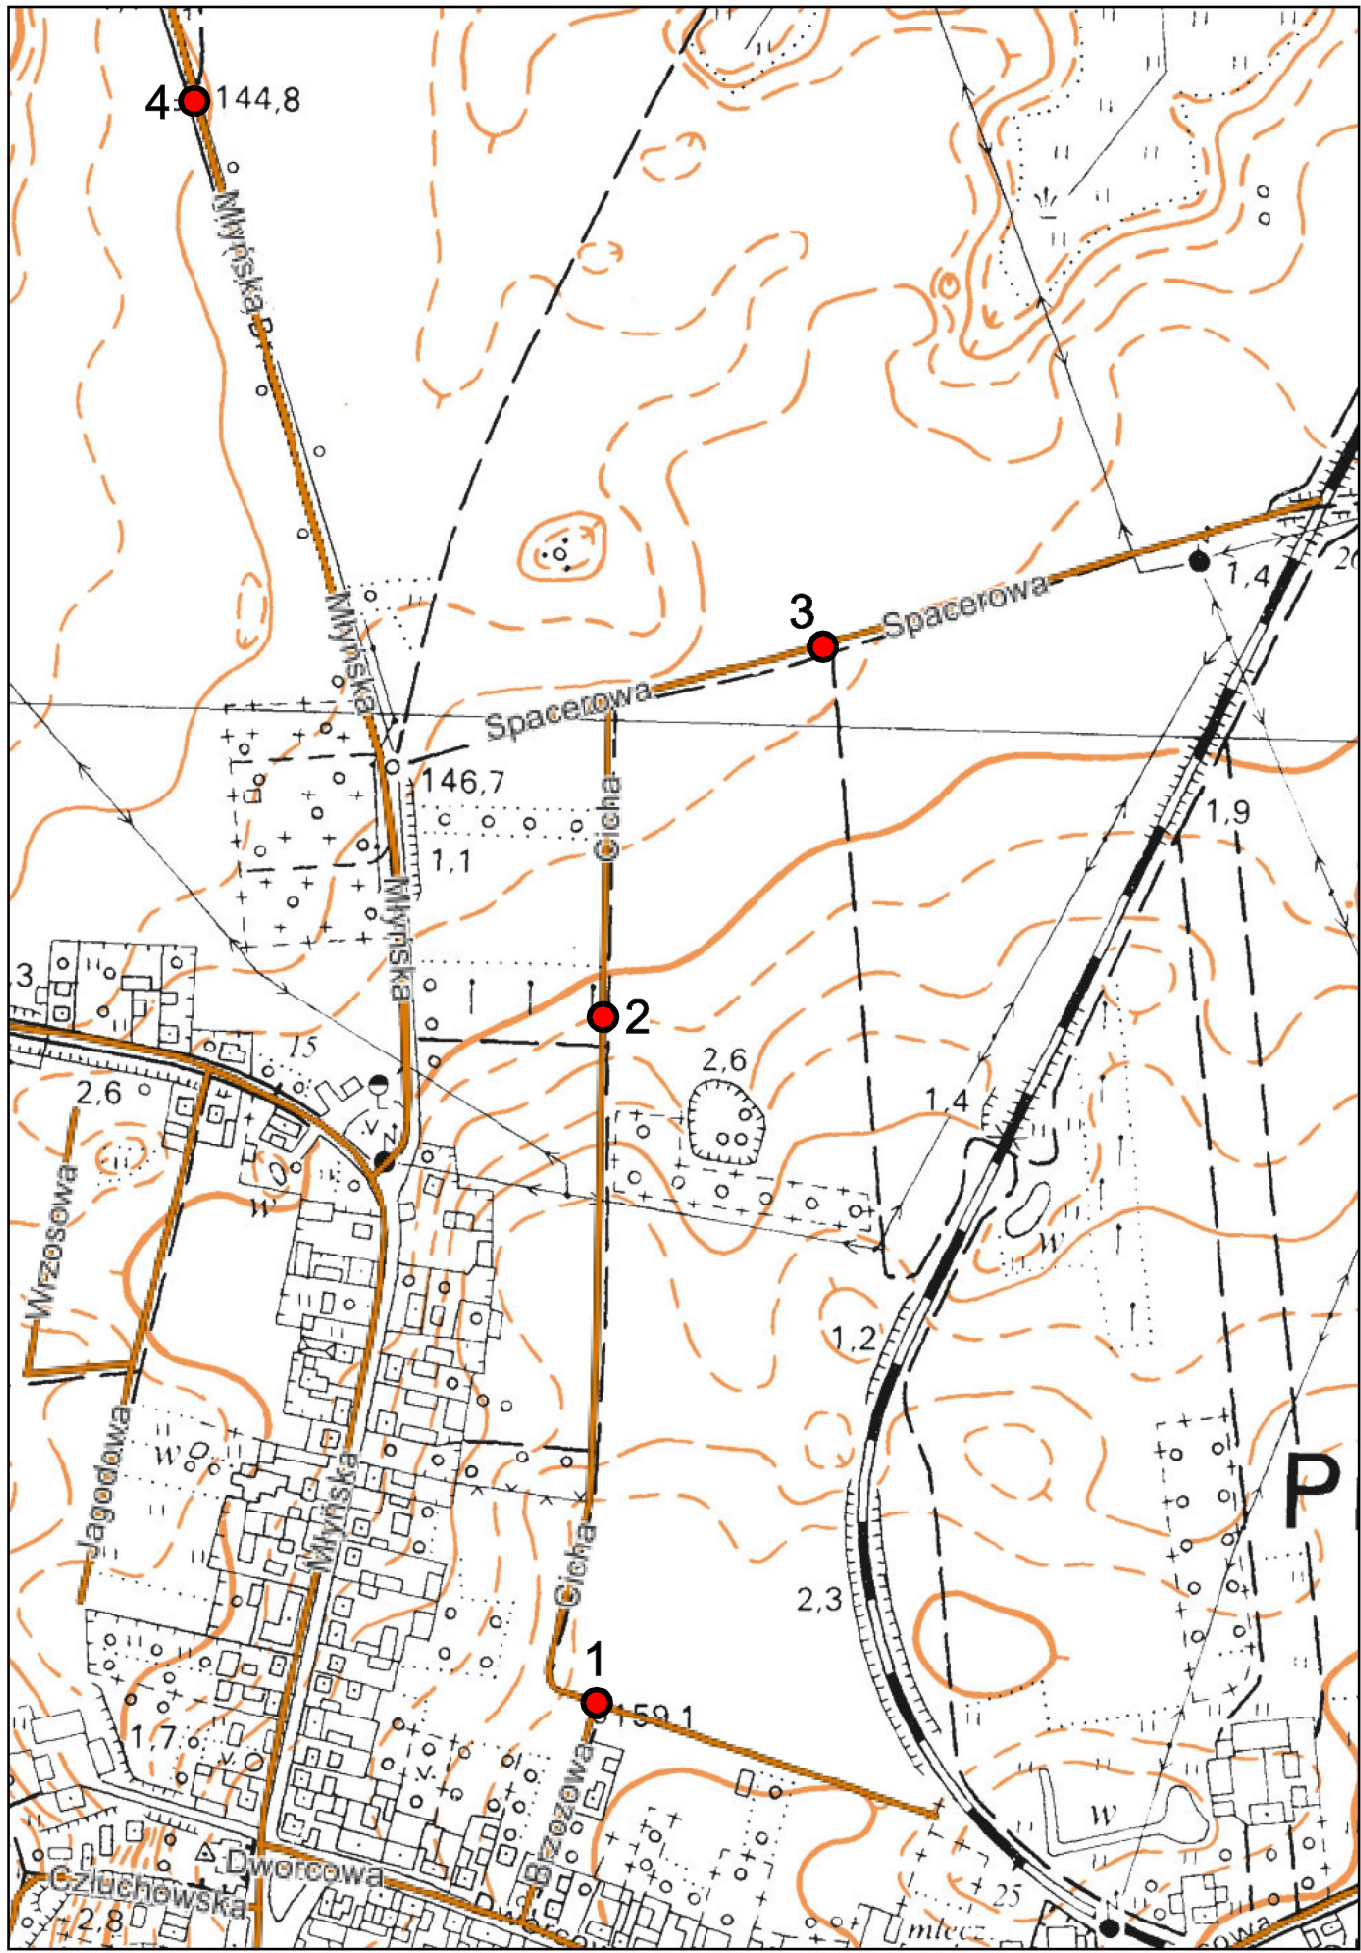 4
144,8
Młyńska
3
Spacerowa
1,4
Młyńska
Spacerowa
146,7
Cicha
1,9
1,1
Młyńska
,3
2
15
2,6
2,6
1,4
W
W
Wrzosowa
1,2
Jagodowa
W
Młyńska
P
Cicha
2,3
1
159,1
1,7
Brzozowa
W
Dworcowa
Człuchowska
25
2,8
mlecz.